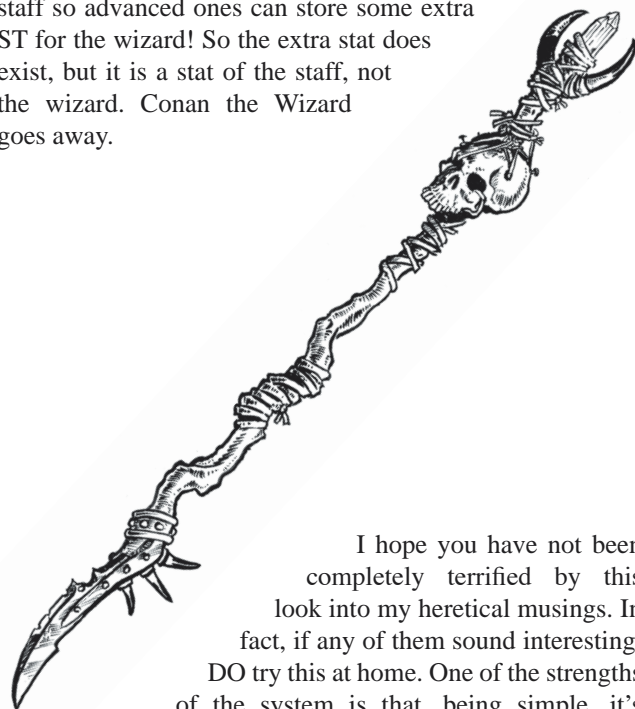 staff so advanced ones can store some extra
ST for the wizard! So the extra stat does
exist, but it is a stat of the staff, not
the wizard. Conan the Wizard
goes away.
I hope you have not been
completely terrified by this
look into my heretical musings. In
fact, if any of them sound interesting,
DO try this at home. One of the strengths
of the system is that, being simple, it's